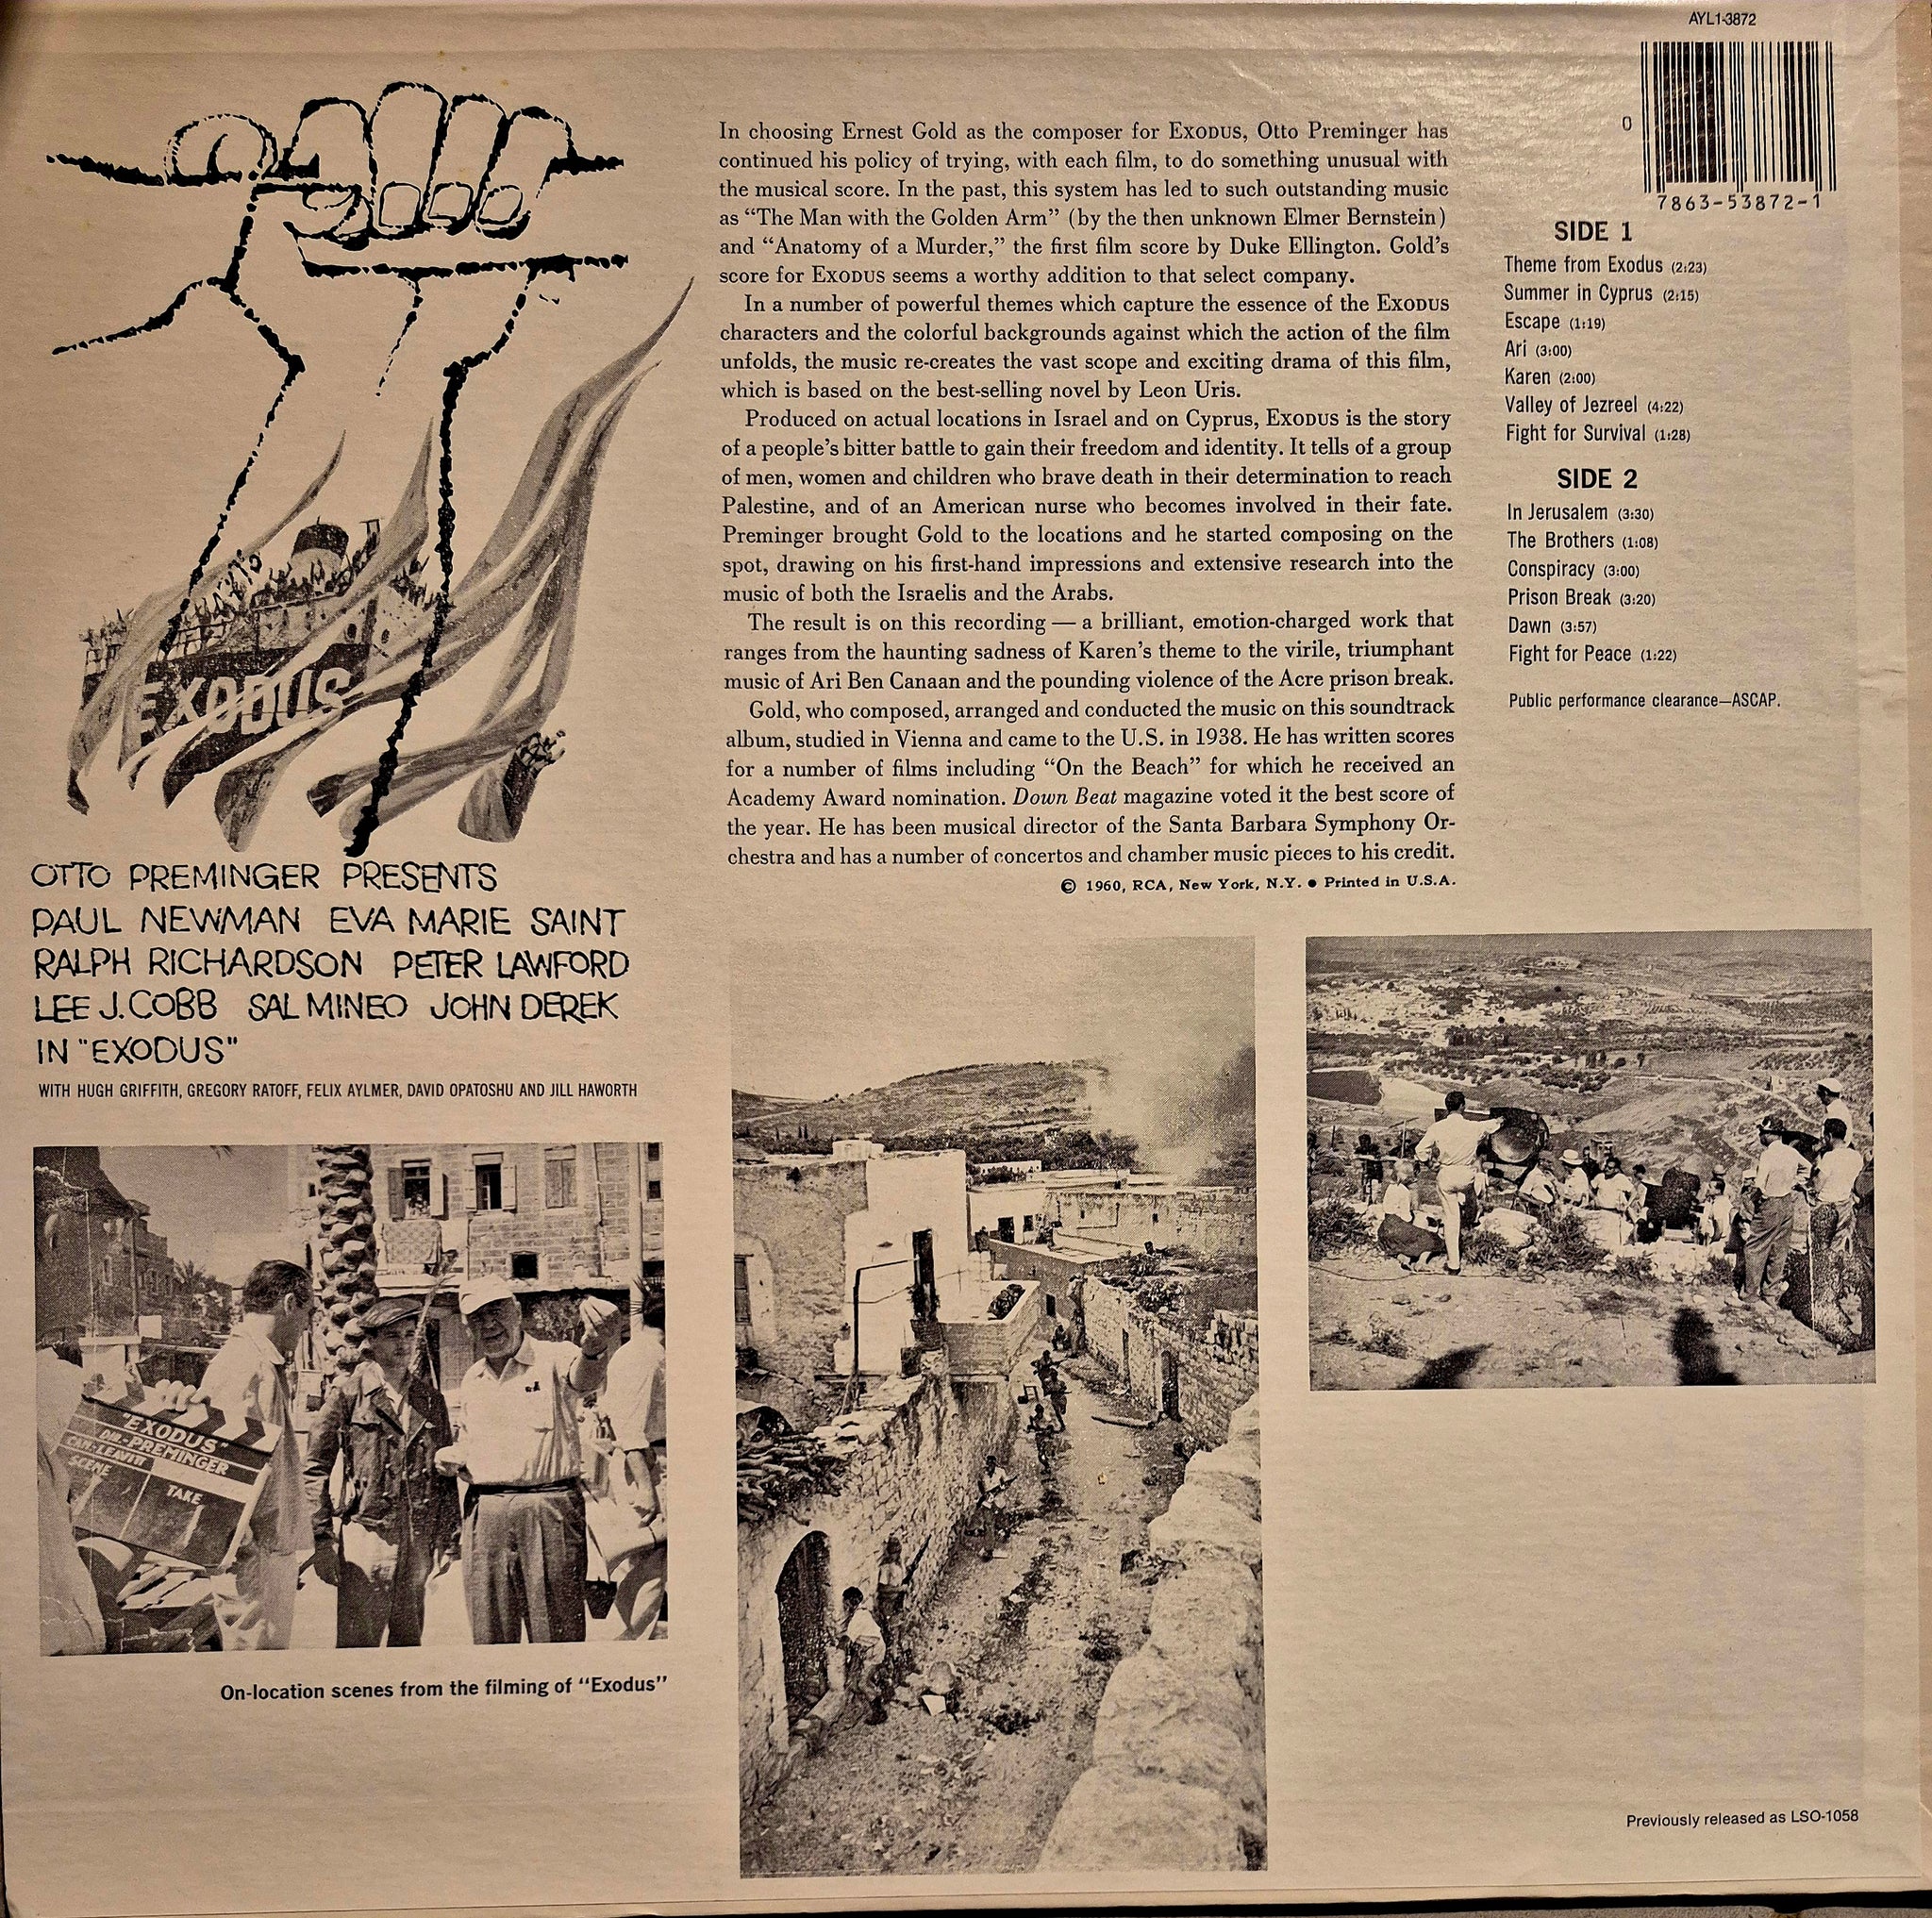 AYL1-3872
0
7863-53872-1
In choosing Ernest Gold as the composer for EXODUS, Otto Preminger has
continued his policy of trying, with each film, to do something unusual with
the musical score. In the past, this system has led to such outstanding music
as “The Man with the Golden Arm” (by the then unknown Elmer Bernstein)
and “Anatomy of a Murder,” the first film score by Duke Ellington. Gold’s
score for EXODUS seems a worthy addition to that select company.
In a number of powerful themes which capture the essence of the EXODUS
characters and the colorful backgrounds against which the action of the film
unfolds, the music re-creates the vast scope and exciting drama of this film,
which is based on the best-selling novel by Leon Uris.
Produced on actual locations in Israel and on Cyprus, EXODUS is the story
of a people’s bitter battle to gain their freedom and identity. It tells of a group
of men, women and children who brave death in their determination to reach
Palestine, and of an American nurse who becomes involved in their fate.
Preminger brought Gold to the locations and he started composing on the
spot, drawing on his first-hand impressions and extensive research into the
music of both the Israelis and the Arabs.
The result is on this recording — a brilliant, emotion-charged work that
ranges from the haunting sadness of Karen’s theme to the virile, triumphant
music of Ari Ben Canaan and the pounding violence of the Acre prison break.
Gold, who composed, arranged and conducted the music on this soundtrack
album, studied in Vienna and came to the U.S. in 1938. He has written scores
for a number of films including “On the Beach” for which he received an
Academy Award nomination. Down Beat magazine voted it the best score of
the year. He has been musical director of the Santa Barbara Symphony Or-
chestra and has a number of concertos and chamber music pieces to his credit.
© 1960, RCA, New York, N.Y. ● Printed in U.S.A.
SIDE 1
Theme from Exodus (2:23)
Summer in Cyprus (2:15)
Escape (1:19)
Ari (3:00)
Karen (2:00)
Valley of Jezreel (4:22)
Fight for Survival (1:28)
SIDE 2
In Jerusalem (3:30)
The Brothers (1:08)
Conspiracy (3:00)
Prison Break (3:20)
Dawn (3:57)
Fight for Peace (1:22)
Public performance clearance—ASCAP.
EXODUS
OTTO PREMINGER PRESENTS
PAUL NEWMAN EVA MARIE SAINT
RALPH RICHARDSON PETER LAWFORD
LEE J. COBB SAL MINEO JOHN DEREK
IN "EXODUS"
WITH HUGH GRIFFITH, GREGORY RATOFF, FELIX AYLMER, DAVID OPATOSHU AND JILL HAWORTH
"EXODUS"
DIR-PREMINGER
CAM-LEAVITT
SCENE
TAKE
On-location scenes from the filming of “Exodus”
Previously released as LSO-1058